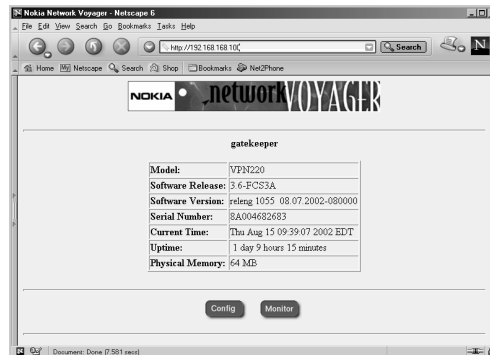 Nokia Network Voyager - Netscape 6
File Edit View Search Go Bookmarks Tasks Help
http://192.168.168.10/ Search N
Home My Netscape Search Shop Bookmarks Net2Phone
NOKIA network VOYAGER
gatekeeper
Model: VPN220
Software Release: 3.6-FCS3A
Software Version: releng 1055 08.07.2002-080000
Serial Number: 8A004682683
Current Time: Thu Aug 15 09:39:07 2002 EDT
Uptime: 1 day 9 hours 15 minutes
Physical Memory: 64 MB
Config Monitor
Document: Done (7.581 secs)